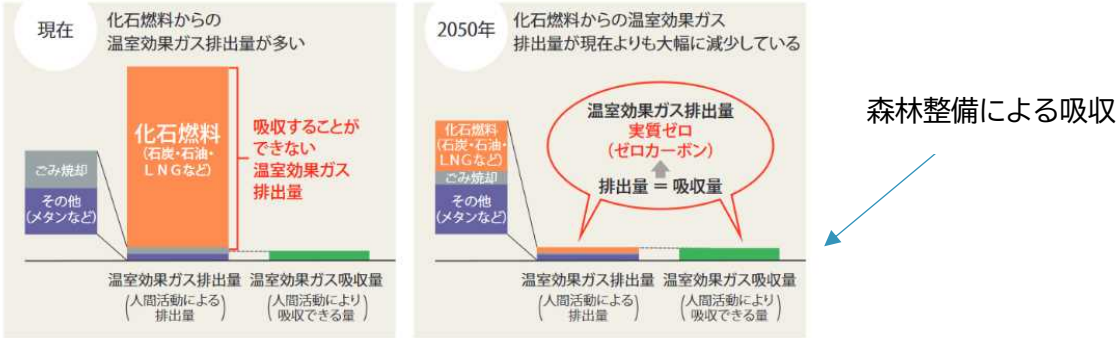 現在
化石燃料からの
温室効果ガス排出量が多い
化石燃料
(石炭・石油・
LNGなど)
吸収することが
できない
温室効果ガス
排出量
ごみ焼却
その他
(メタンなど)
温室効果ガス排出量
(人間活動による
排出量)
温室効果ガス吸収量
(人間活動により
吸収できる量)
2050年
化石燃料からの温室効果ガス
排出量が現在よりも大幅に減少している
化石燃料
(石炭・石油・
LNGなど)
ごみ焼却
その他
(メタンなど)
温室効果ガス排出量
実質ゼロ
(ゼロカーボン)
排出量=吸収量
温室効果ガス排出量
(人間活動による
排出量)
温室効果ガス吸収量
(人間活動により
吸収できる量)
森林整備による吸収